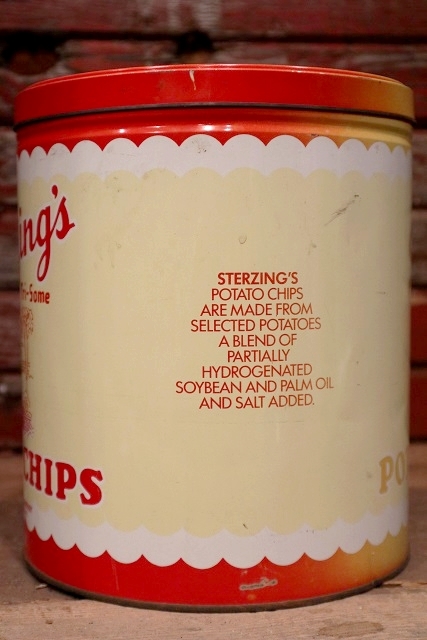 ing's
ri-Some
CHIPS
STERZING'S
POTATO CHIPS
ARE MADE FROM
SELECTED POTATOES
A BLEND OF
PARTIALLY
HYDROGENATED
SOYBEAN AND PALM OIL
AND SALT ADDED.
PO